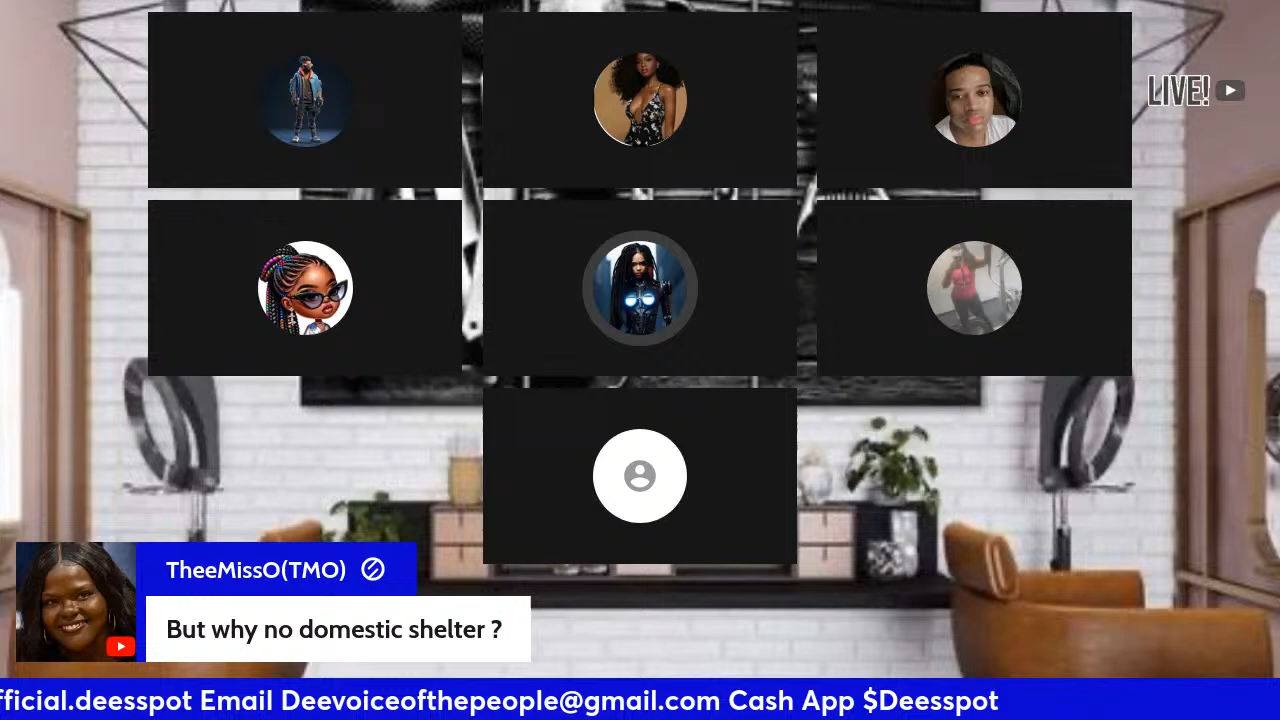 LIVE!
TheeMissO(TMO)
But why no domestic shelter ?
fficial.deesspot Email Deevoiceofthepeople@gmail.com Cash App $Deesspot